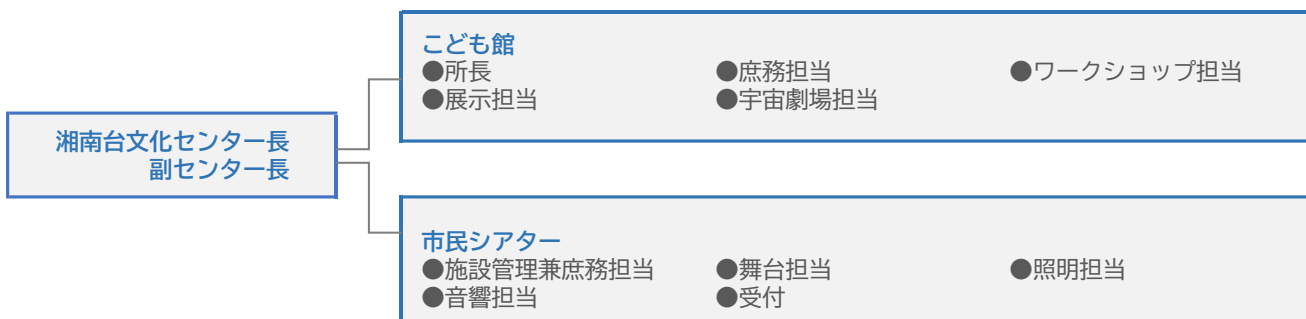 こども館
●所長 ●庶務担当 ●ワークショップ担当
●展示担当 ●宇宙劇場担当
湘南台文化センター長
副センター長
市民シアター
●施設管理兼庶務担当 ●舞台担当 ●照明担当
●音響担当 ●受付